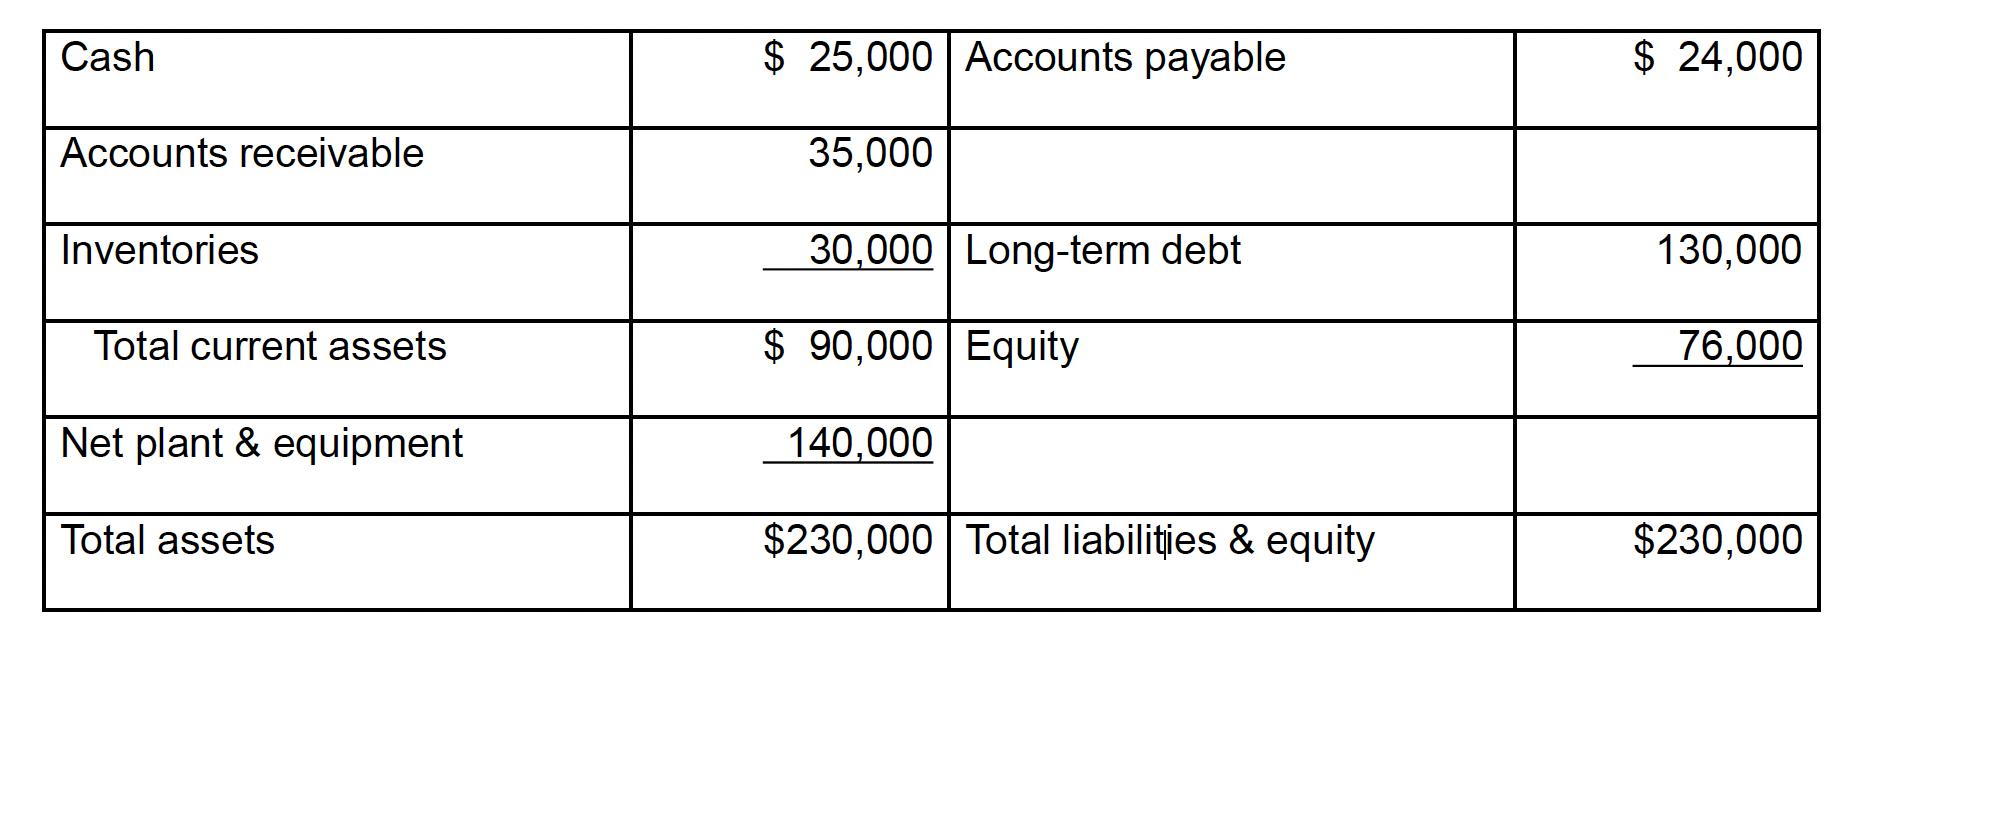 Cash $ 25,000 Accounts payable $ 24,000
Accounts receivable 35,000
Inventories 30,000 Long-term debt 130,000
Total current assets $ 90,000 Equity 76,000
Net plant & equipment 140,000
Total assets $230,000 Total liabilities & equity $230,000